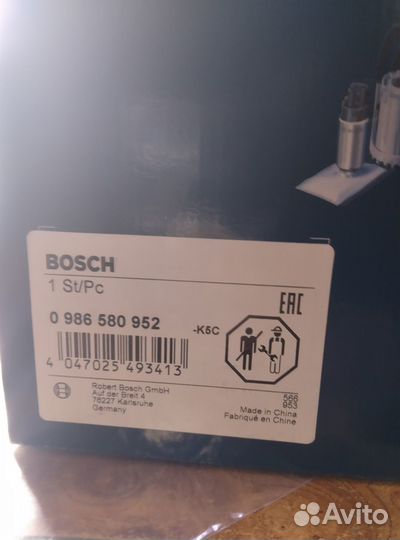 BOSCH
1 St/Pc
EAC
0 986 580 952
-K5C
4 047025 493413
Robert Bosch GmbH
Auf der Breit 4
76227 Karlsruhe
Germany
566
953
Made in China
Fabriqué en Chine
Avito